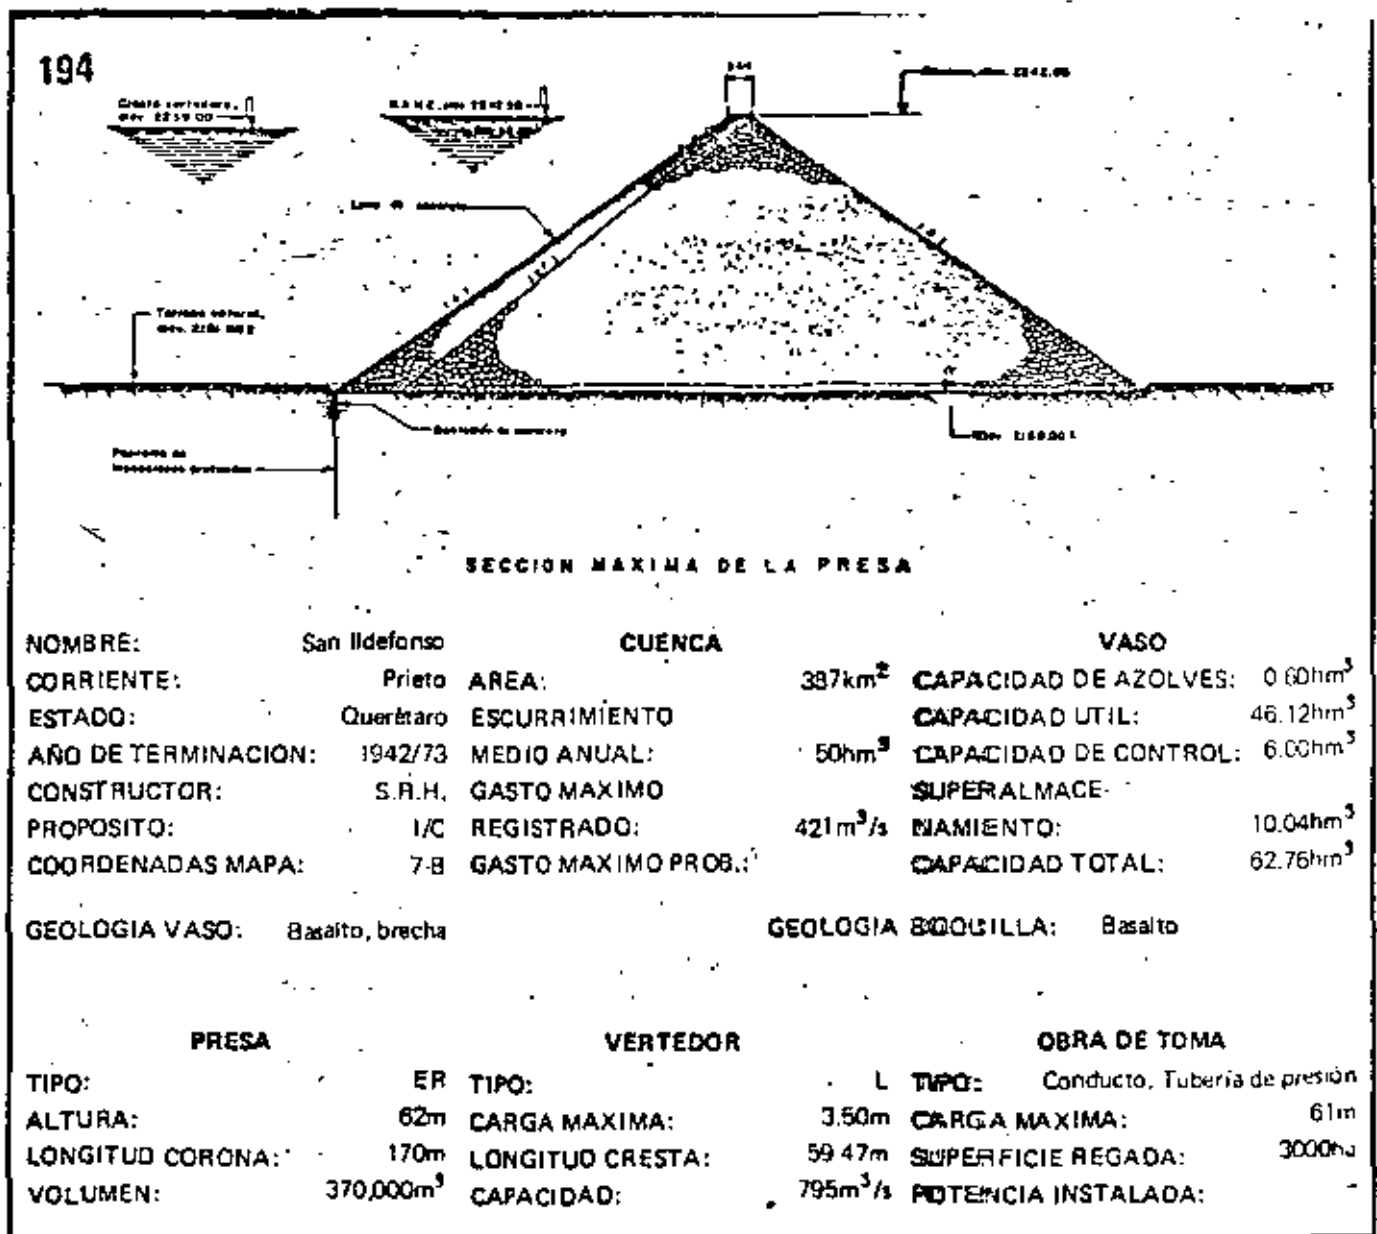 194
SECCION MAXIMA DE LA PRESA
NOMBRE: San Ildefonso
CORRIENTE: Prieto
ESTADO: Querétaro
AÑO DE TERMINACION: 1942/73
CONSTRUCTOR: S.R.H.
PROPOSITO: I/C
COORDENADAS MAPA: 7-B
CUENCA
AREA: 387km²
ESCURRIMIENTO
MEDIO ANUAL: 50hm³
GASTO MAXIMO
REGISTRADO: 421m³/s
GASTO MAXIMO PROB.:
VASO
CAPACIDAD DE AZOLVES: 0.60hm³
CAPACIDAD UTIL: 46.12hm³
CAPACIDAD DE CONTROL: 6.00hm³
SUPERALMACE-
NAMIENTO: 10.04hm³
CAPACIDAD TOTAL: 62.76hm³
GEOLOGIA VASO: Basalto, brecha
GEOLOGIA BOQUILLA: Basalto
PRESA
TIPO: ER
ALTURA: 62m
LONGITUD CORONA: 170m
VOLUMEN: 370,000m³
VERTEDOR
TIPO: L
CARGA MAXIMA: 3.50m
LONGITUD CRESTA: 59.47m
CAPACIDAD: 795m³/s
OBRA DE TOMA
TIPO: Conducto, Tubería de presión
CARGA MAXIMA: 61m
SUPERFICIE REGADA: 3000ha
POTENCIA INSTALADA: -